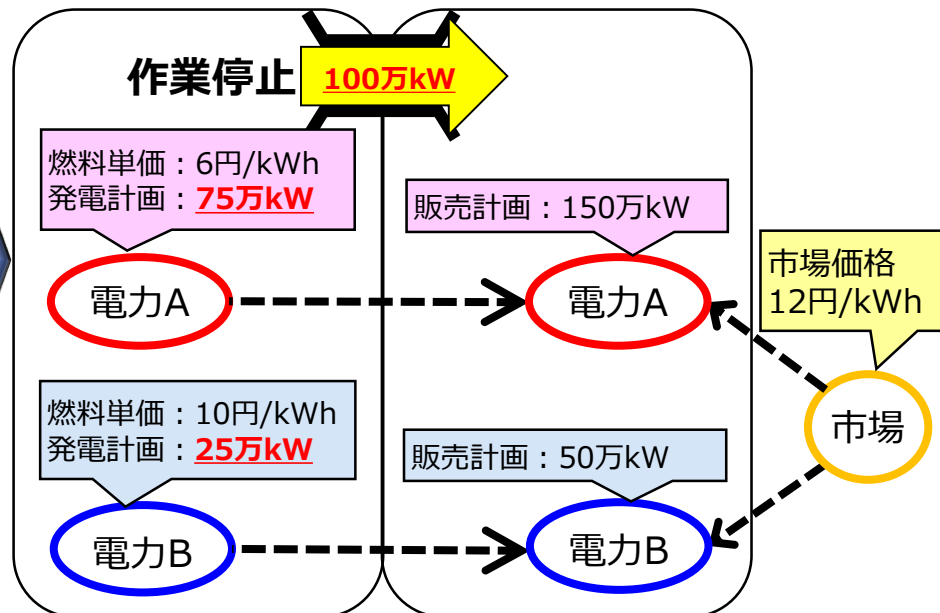 作業停止
100万kW
燃料単価：6円/kWh
発電計画：75万kW
販売計画：150万kW
市場価格
12円/kWh
電力A
電力A
燃料単価：10円/kWh
発電計画：25万kW
販売計画：50万kW
市場
電力B
電力B